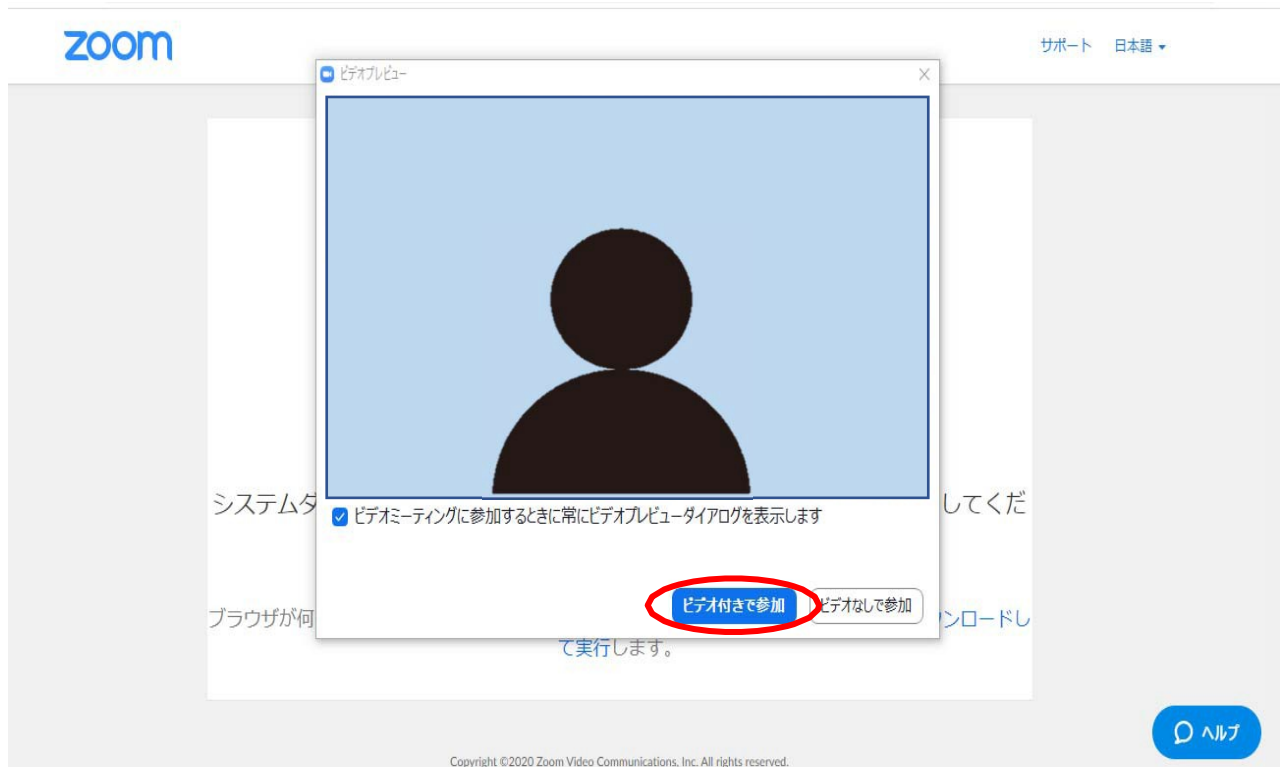 zoom
サポート 日本語
ビデオプレビュー
システムダ
してくだ
ビデオミーティングに参加するときに常にビデオプレビューダイアログを表示します
ビデオ付きで参加 ビデオなしで参加
ブラウザが何
ンロードし
て実行します。
ヘルプ
Copyright ©2020 Zoom Video Communications, Inc. All rights reserved.